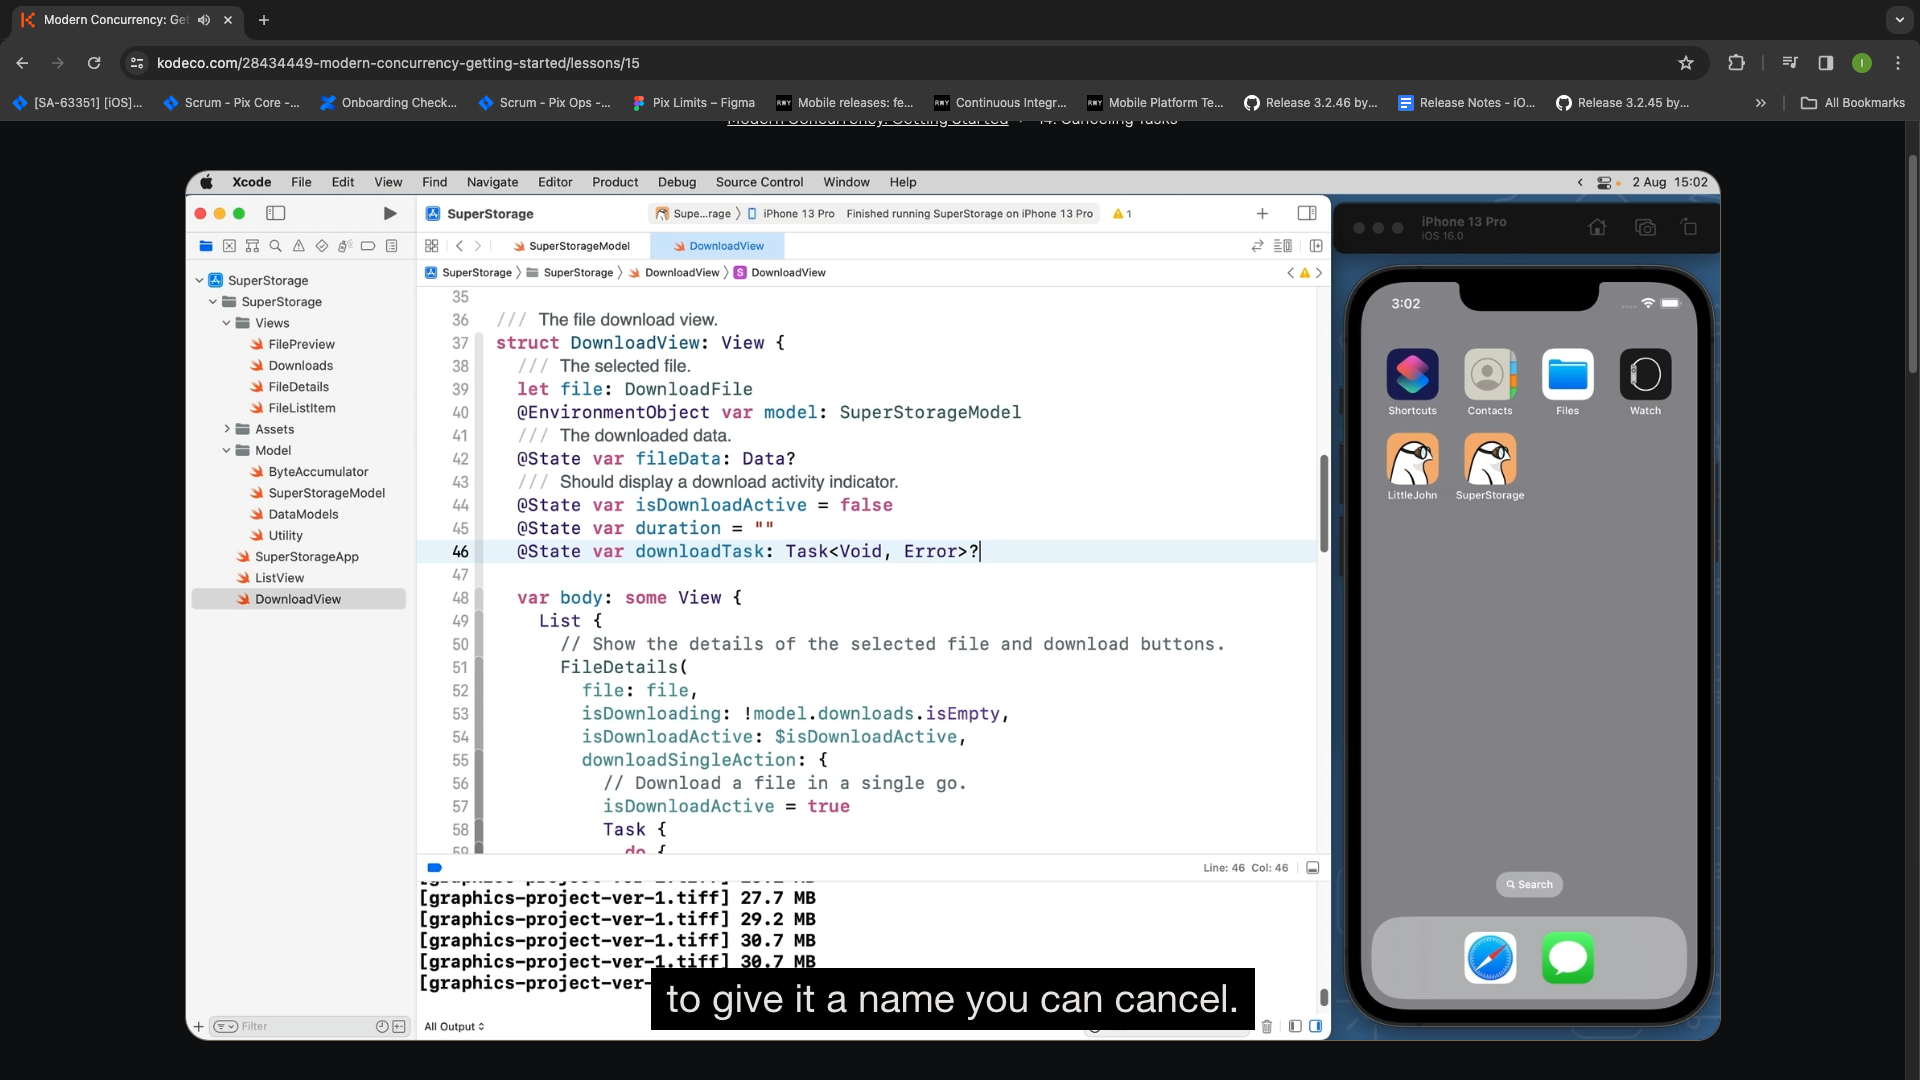 Modern Concurrency: Get
kodeco.com/28434449-modern-concurrency-getting-started/lessons/15
[SA-63351] [iOS]...
Scrum - Pix Core -...
Onboarding Check...
Scrum - Pix Ops -...
Pix Limits – Figma
RWY Mobile releases: fe...
RWY Continuous Integr...
RWY Mobile Platform Te...
Release 3.2.46 by...
Release Notes - iO...
Release 3.2.45 by...
» All Bookmarks
Modern Concurrency: Getting Started › 14. Canceling Tasks
Xcode File Edit View Find Navigate Editor Product Debug Source Control Window Help
2 Aug 15:02
SuperStorage
Supe...rage 〉 iPhone 13 Pro Finished running SuperStorage on iPhone 13 Pro 1
SuperStorageModel
DownloadView
SuperStorage 〉 SuperStorage 〉 DownloadView 〉 S DownloadView
SuperStorage
SuperStorage
Views
FilePreview
Downloads
FileDetails
FileListItem
Assets
Model
ByteAccumulator
SuperStorageModel
DataModels
Utility
SuperStorageApp
ListView
DownloadView
Filter
35
36 /// The file download view.
37 struct DownloadView: View {
38 /// The selected file.
39 let file: DownloadFile
40 @EnvironmentObject var model: SuperStorageModel
41 /// The downloaded data.
42 @State var fileData: Data?
43 /// Should display a download activity indicator.
44 @State var isDownloadActive = false
45 @State var duration = ""
46 @State var downloadTask: Task<Void, Error>?
47
48 var body: some View {
49 List {
50 // Show the details of the selected file and download buttons.
51 FileDetails(
52 file: file,
53 isDownloading: !model.downloads.isEmpty,
54 isDownloadActive: $isDownloadActive,
55 downloadSingleAction: {
56 // Download a file in a single go.
57 isDownloadActive = true
58 Task {
59 do {
Line: 46 Col: 46
[graphics-project-ver-1.tiff] 27.7 MB
[graphics-project-ver-1.tiff] 29.2 MB
[graphics-project-ver-1.tiff] 30.7 MB
[graphics-project-ver-1.tiff] 30.7 MB
[graphics-project-ver-
All Output
to give it a name you can cancel.
iPhone 13 Pro
iOS 16.0
3:02
Shortcuts
Contacts
Files
Watch
LittleJohn
SuperStorage
Search